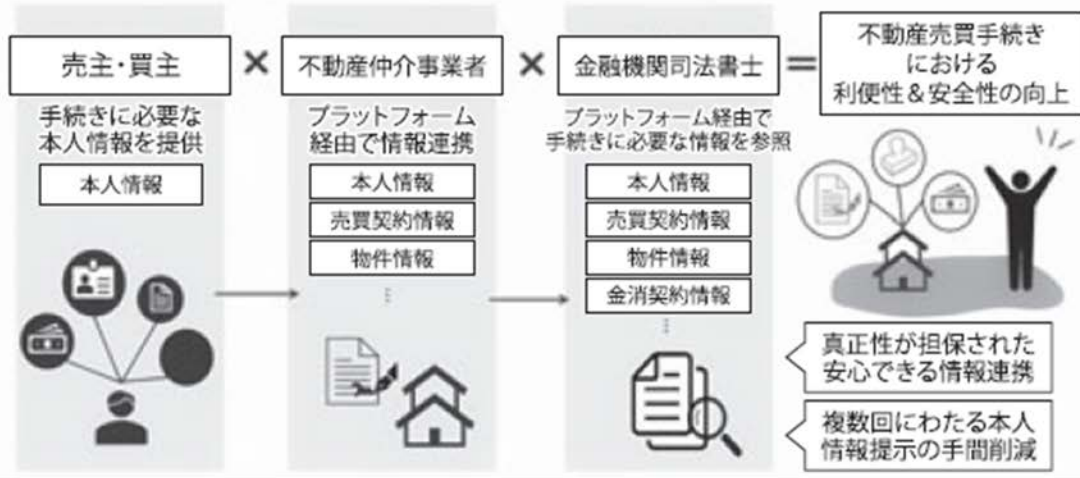 売主・買主
×
不動産仲介事業者
×
金融機関司法書士
=
不動産売買手続き
における
利便性&安全性の向上
手続きに必要な
本人情報を提供
本人情報
プラットフォーム
経由で情報連携
本人情報
売買契約情報
物件情報
⋮
プラットフォーム経由で
手続きに必要な情報を参照
本人情報
売買契約情報
物件情報
金消契約情報
⋮
真正性が担保された
安心できる情報連携
複数回にわたる本人
情報提示の手間削減